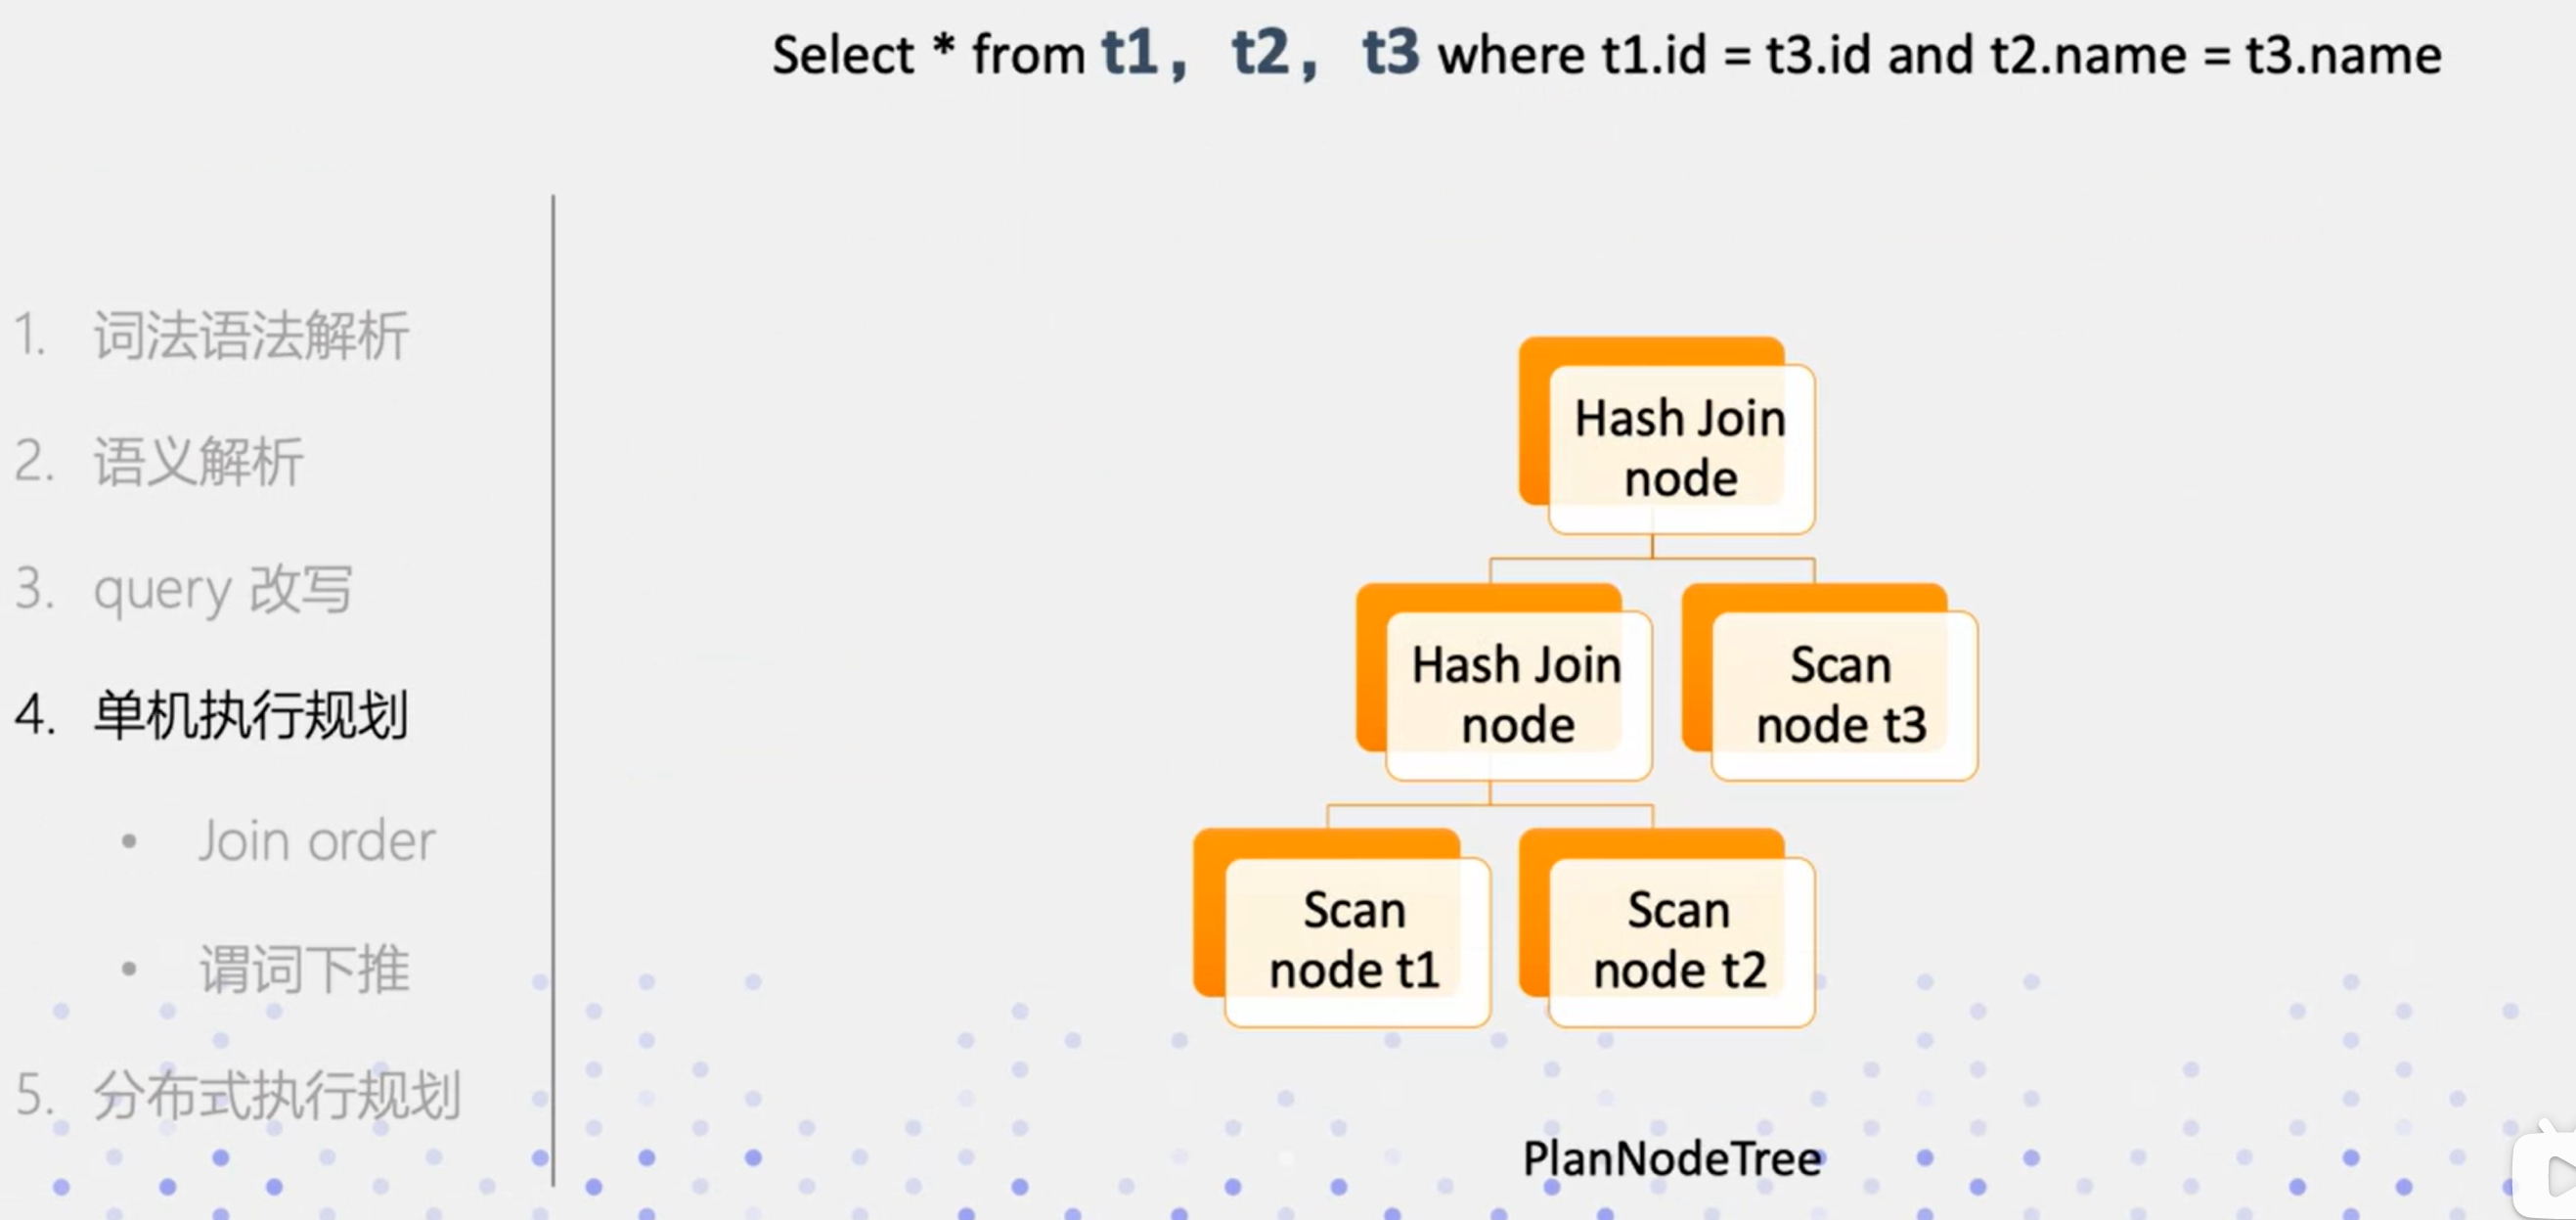 Select * from t1，t2，t3 where t1.id = t3.id and t2.name = t3.name
1. 词法语法解析
2. 语义解析
3. query 改写
4. 单机执行规划
• Join order
• 谓词下推
5. 分布式执行规划
Hash Join
node
Hash Join
node
Scan
node t3
Scan
node t1
Scan
node t2
PlanNodeTree